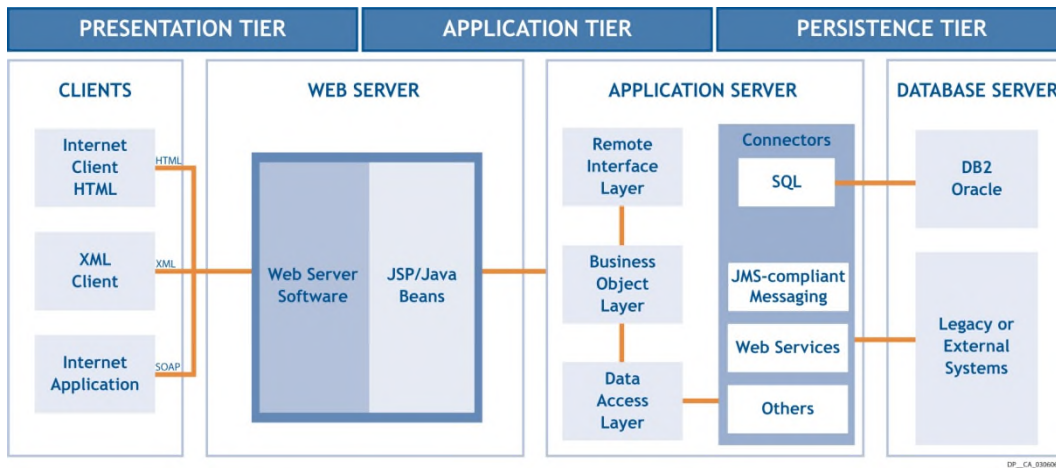 PRESENTATION TIER
APPLICATION TIER
PERSISTENCE TIER
CLIENTS
Internet
Client
HTML
HTML
XML
Client
XML
Internet
Application
SOAP
WEB SERVER
Web Server
Software
JSP/Java
Beans
APPLICATION SERVER
Remote
Interface
Layer
Business
Object
Layer
Data
Access
Layer
Connectors
SQL
JMS-compliant
Messaging
Web Services
Others
DATABASE SERVER
DB2
Oracle
Legacy or
External
Systems